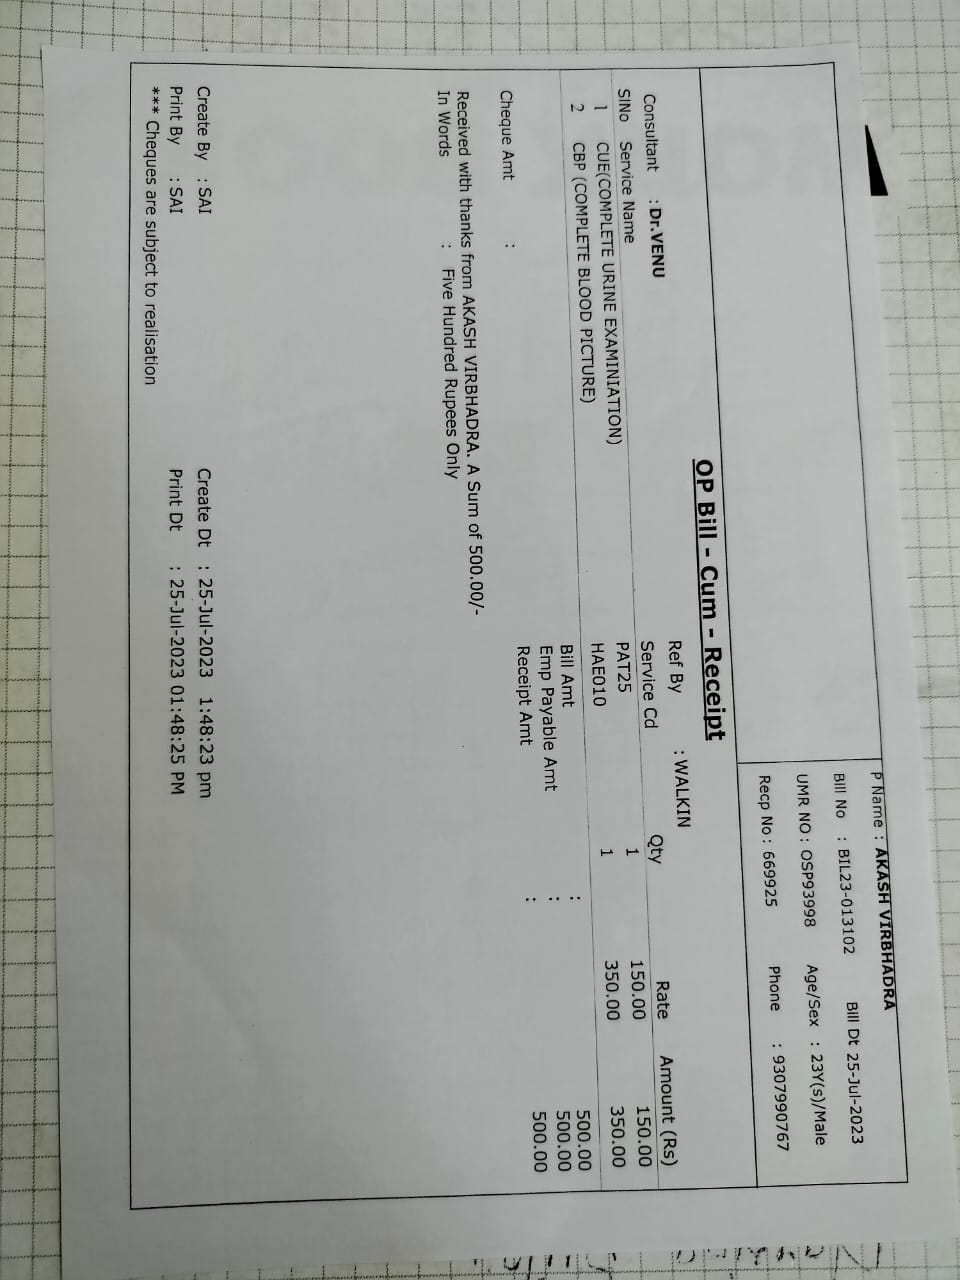 P Name : AKASH VIRBHADRA
Bill No : BIL23-013102 Bill Dt 25-Jul-2023
UMR NO : OSP93998 Age/Sex : 23Y(s)/Male
Recp No : 669925 Phone : 9307990767
OP Bill - Cum - Receipt
Consultant : Dr.VENU Ref By : WALKIN
SlNo Service Name Service Cd Qty Rate Amount (Rs)
1 CUE(COMPLETE URINE EXAMINIATION) PAT25 1 150.00 150.00
2 CBP (COMPLETE BLOOD PICTURE) HAE010 1 350.00 350.00
Bill Amt : 500.00
Emp Payable Amt : 500.00
Cheque Amt : Receipt Amt : 500.00
Received with thanks from AKASH VIRBHADRA. A Sum of 500.00/-
In Words : Five Hundred Rupees Only
Create By : SAI Create Dt : 25-Jul-2023 1:48:23 pm
Print By : SAI Print Dt : 25-Jul-2023 01:48:25 PM
*** Cheques are subject to realisation